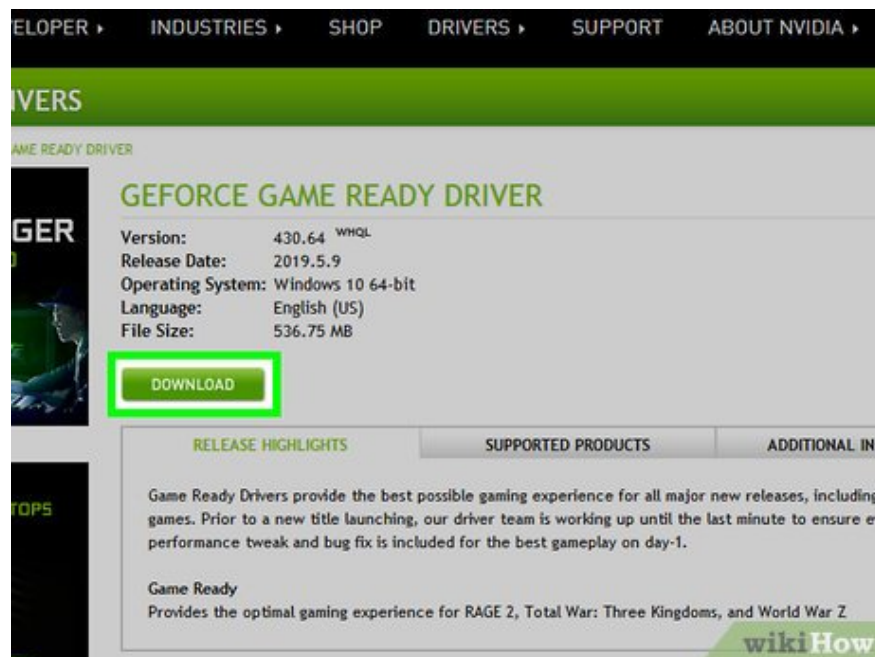 ELOPER INDUSTRIES SHOP DRIVERS SUPPORT ABOUT NVIDIA
IVERS
AME READY DRIVER
GER
GEFORCE GAME READY DRIVER
Version: 430.64 WHQL
Release Date: 2019.5.9
Operating System: Windows 10 64-bit
Language: English (US)
File Size: 536.75 MB
DOWNLOAD
RELEASE HIGHLIGHTS SUPPORTED PRODUCTS ADDITIONAL IN
TOPS
Game Ready Drivers provide the best possible gaming experience for all major new releases, including
games. Prior to a new title launching, our driver team is working up until the last minute to ensure e
performance tweak and bug fix is included for the best gameplay on day-1.
Game Ready
Provides the optimal gaming experience for RAGE 2, Total War: Three Kingdoms, and World War Z
wikiHow